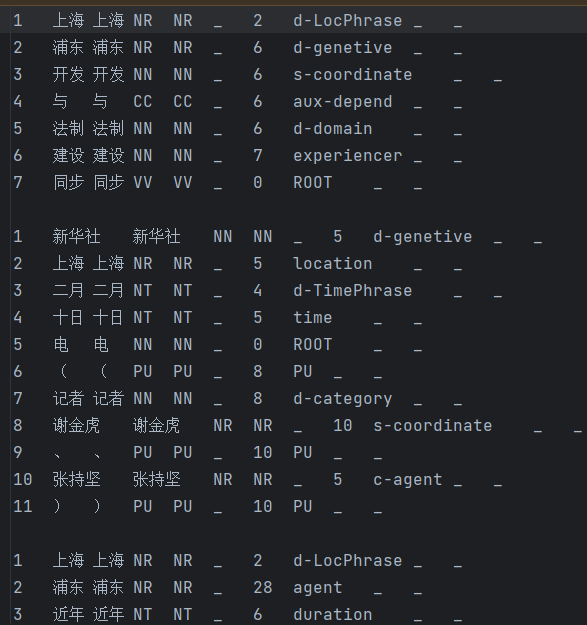 1 上海 上海 NR NR _ 2 d-LocPhrase _ _
2 浦东 浦东 NR NR _ 6 d-genetive _ _
3 开发 开发 NN NN _ 6 s-coordinate _ _
4 与 与 CC CC _ 6 aux-depend _ _
5 法制 法制 NN NN _ 6 d-domain _ _
6 建设 建设 NN NN _ 7 experiencer _ _
7 同步 同步 VV VV _ 0 ROOT _ _
1 新华社 新华社 NN NN _ 5 d-genetive _ _
2 上海 上海 NR NR _ 5 location _ _
3 二月 二月 NT NT _ 4 d-TimePhrase _ _
4 十日 十日 NT NT _ 5 time _ _
5 电 电 NN NN _ 0 ROOT _ _
6 （ （ PU PU _ 8 PU _ _
7 记者 记者 NN NN _ 8 d-category _ _
8 谢金虎 谢金虎 NR NR _ 10 s-coordinate _ _
9 、 、 PU PU _ 10 PU _ _
10 张持坚 张持坚 NR NR _ 5 c-agent _ _
11 ） ） PU PU _ 10 PU _ _
1 上海 上海 NR NR _ 2 d-LocPhrase _ _
2 浦东 浦东 NR NR _ 28 agent _ _
3 近年 近年 NT NT _ 6 duration _ _